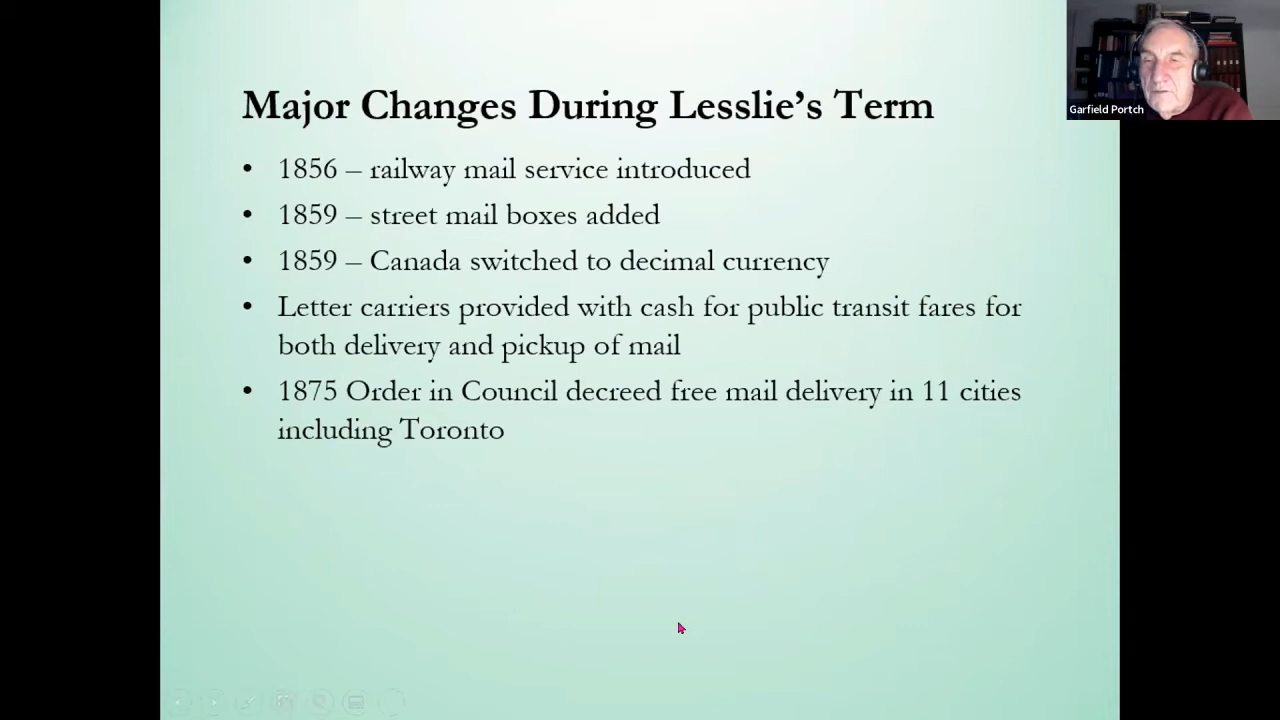 Major Changes During Lesslie’s Term
• 1856 – railway mail service introduced
• 1859 – street mail boxes added
• 1859 – Canada switched to decimal currency
• Letter carriers provided with cash for public transit fares for
both delivery and pickup of mail
• 1875 Order in Council decreed free mail delivery in 11 cities
including Toronto
Garfield Portch